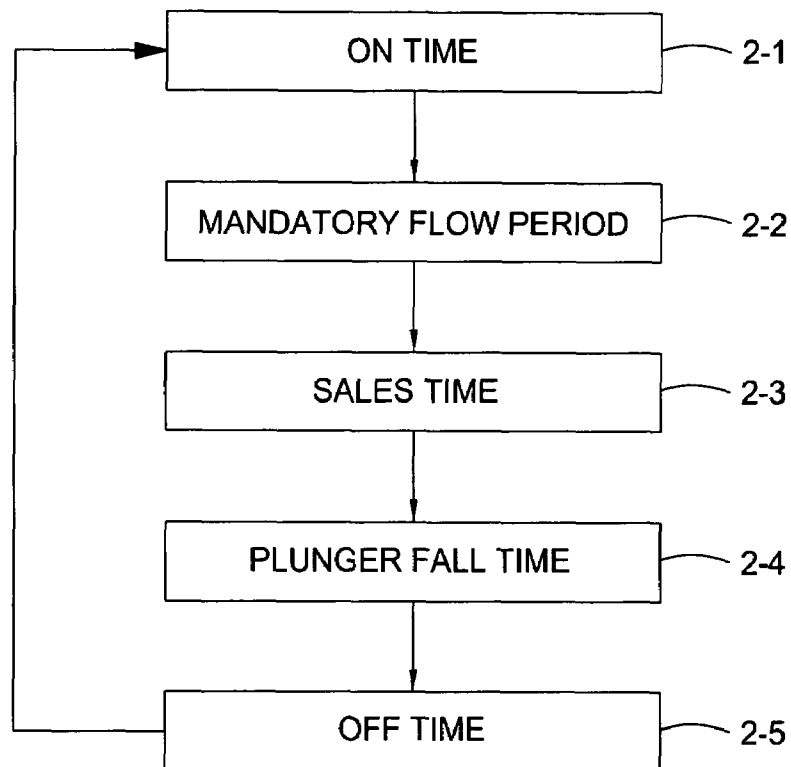 ON TIME 2-1
MANDATORY FLOW PERIOD 2-2
SALES TIME 2-3
PLUNGER FALL TIME 2-4
OFF TIME 2-5